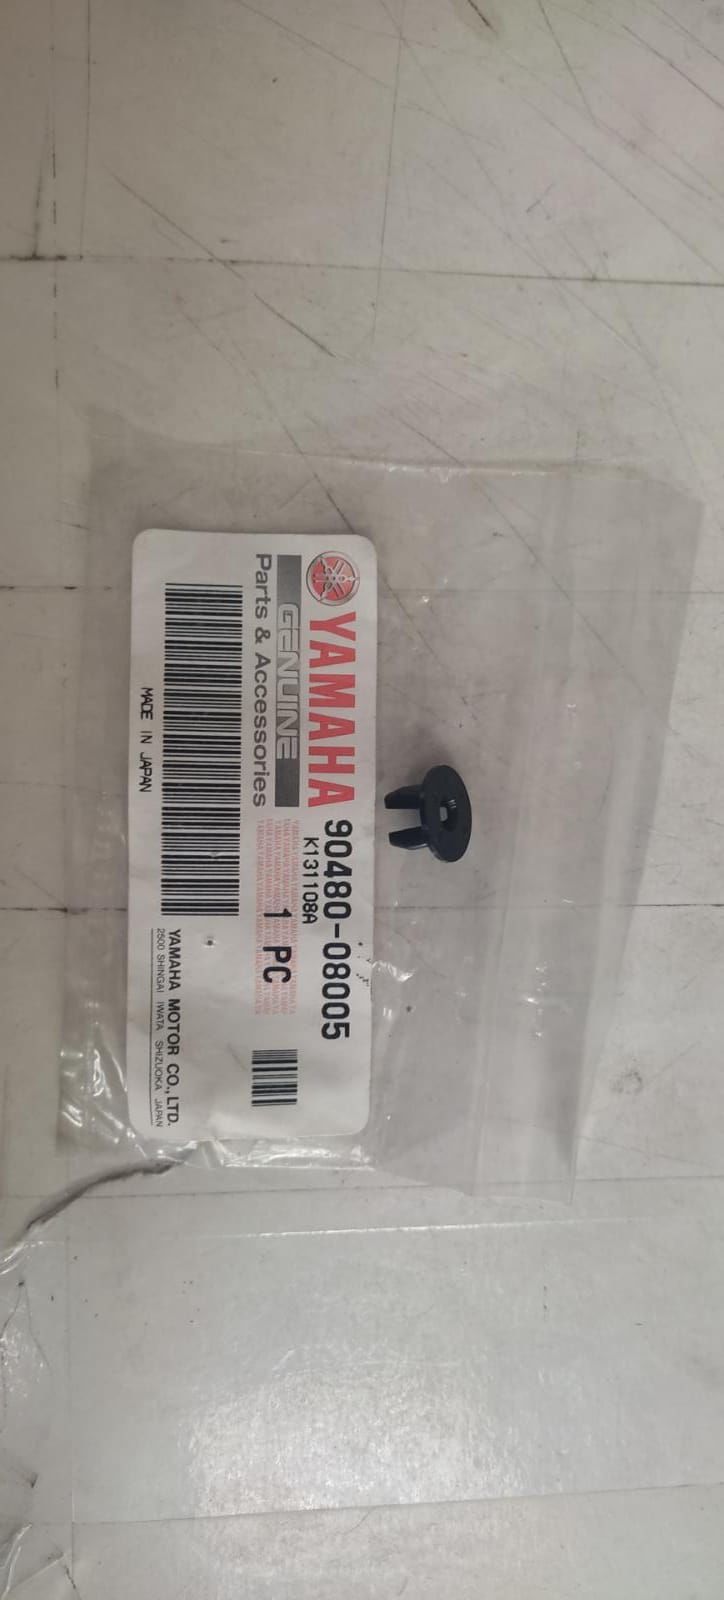 YAMAHA
GENUINE
Parts & Accessories
90480-08005
K131108A
1 PC
MADE IN JAPAN
YAMAHA MOTOR CO., LTD.
2500 SHINGAI IWATA SHIZUOKA JAPAN